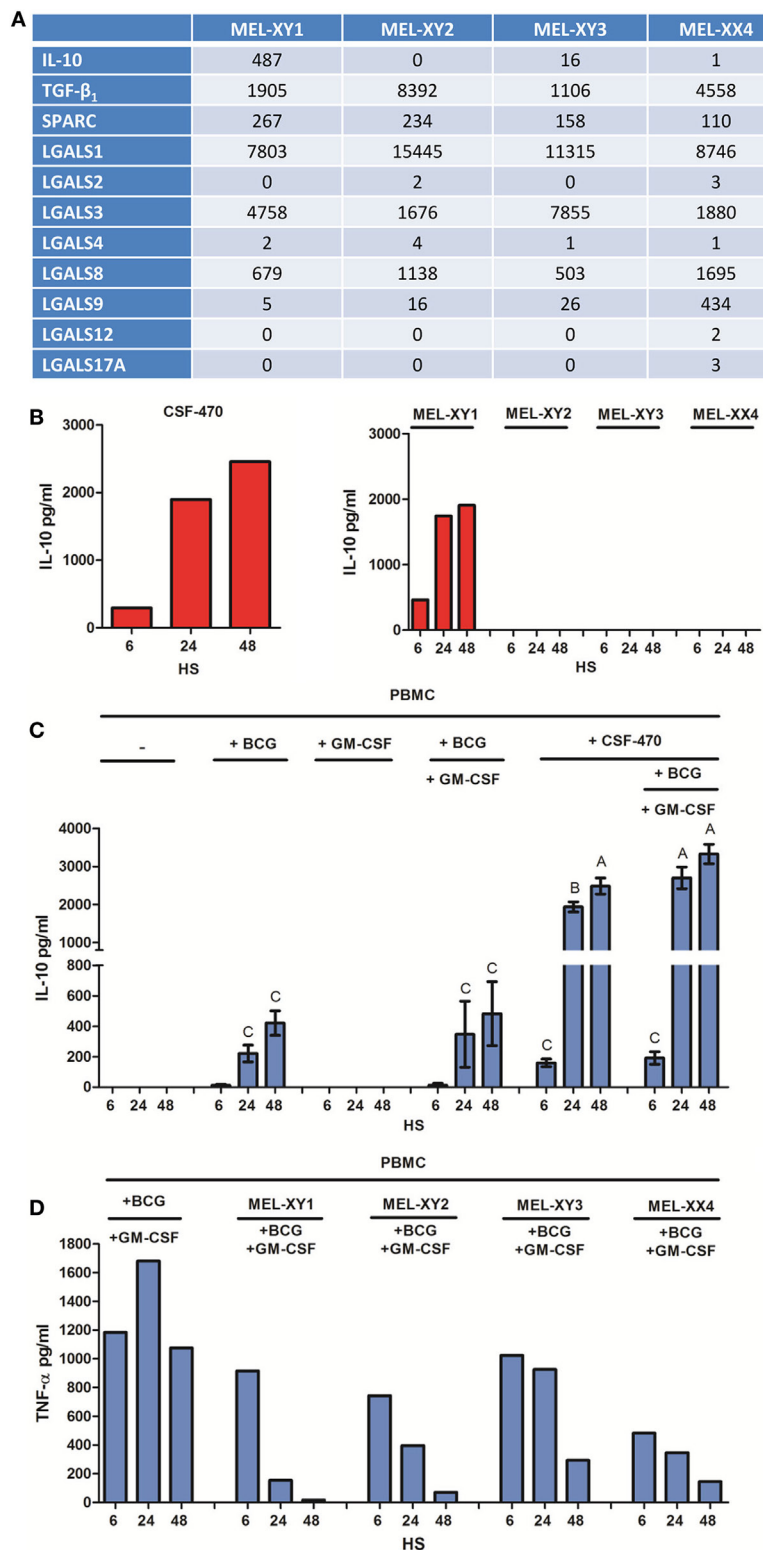 A
MEL-XY1 MEL-XY2 MEL-XY3 MEL-XX4
IL-10 487 0 16 1
TGF-β1 1905 8392 1106 4558
SPARC 267 234 158 110
LGALS1 7803 15445 11315 8746
LGALS2 0 2 0 3
LGALS3 4758 1676 7855 1880
LGALS4 2 4 1 1
LGALS8 679 1138 503 1695
LGALS9 5 16 26 434
LGALS12 0 0 0 2
LGALS17A 0 0 0 3
B
CSF-470
IL-10 pg/ml
3000
2000
1000
0
6 24 48
HS
MEL-XY1 MEL-XY2 MEL-XY3 MEL-XX4
IL-10 pg/ml
3000
2000
1000
0
6 24 48 6 24 48 6 24 48 6 24 48
HS
PBMC
C
- + BCG + GM-CSF + BCG + CSF-470
+ GM-CSF + BCG
+ GM-CSF
IL-10 pg/ml
4000
3000
2000
1000
800
600
400
200
0
C C C C C B A C A A
6 24 48 6 24 48 6 24 48 6 24 48 6 24 48 6 24 48
HS
PBMC
D
+BCG MEL-XY1 MEL-XY2 MEL-XY3 MEL-XX4
+GM-CSF +BCG +BCG +BCG +BCG
+GM-CSF +GM-CSF +GM-CSF +GM-CSF
TNF-α pg/ml
1800
1600
1400
1200
1000
800
600
400
200
0
6 24 48 6 24 48 6 24 48 6 24 48 6 24 48
HS